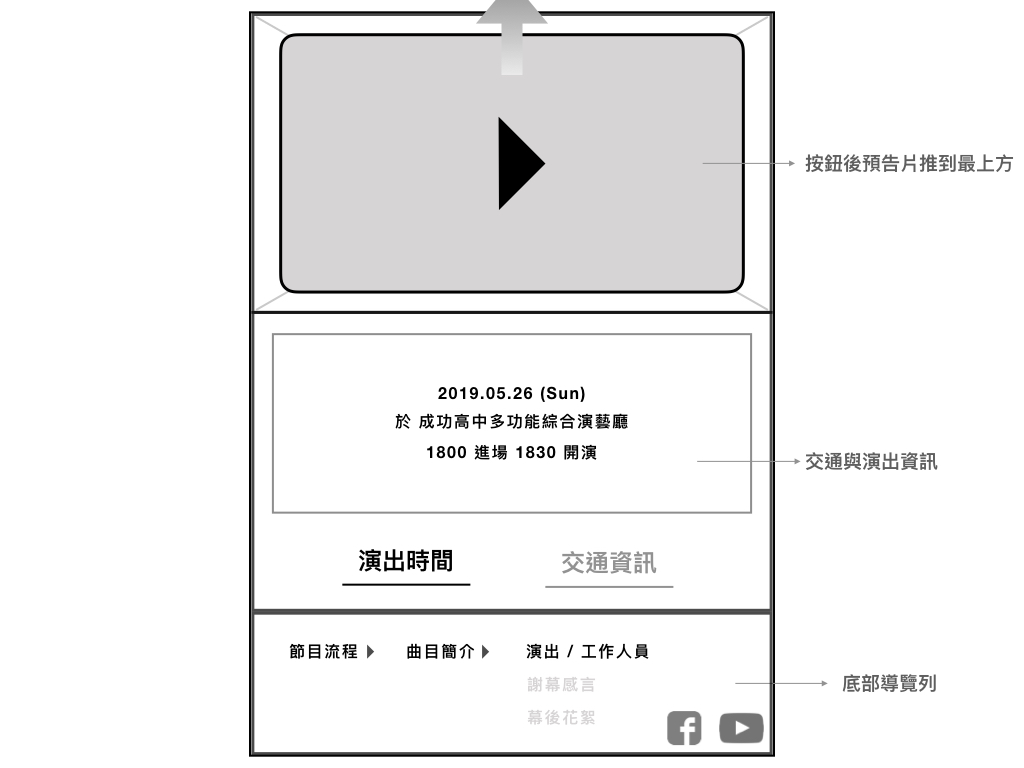 按鈕後預告片推到最上方
2019.05.26 (Sun)
於 成功高中多功能綜合演藝廳
1800 進場 1830 開演
交通與演出資訊
演出時間
交通資訊
節目流程
曲目簡介
演出 / 工作人員
謝幕感言
幕後花絮
底部導覽列